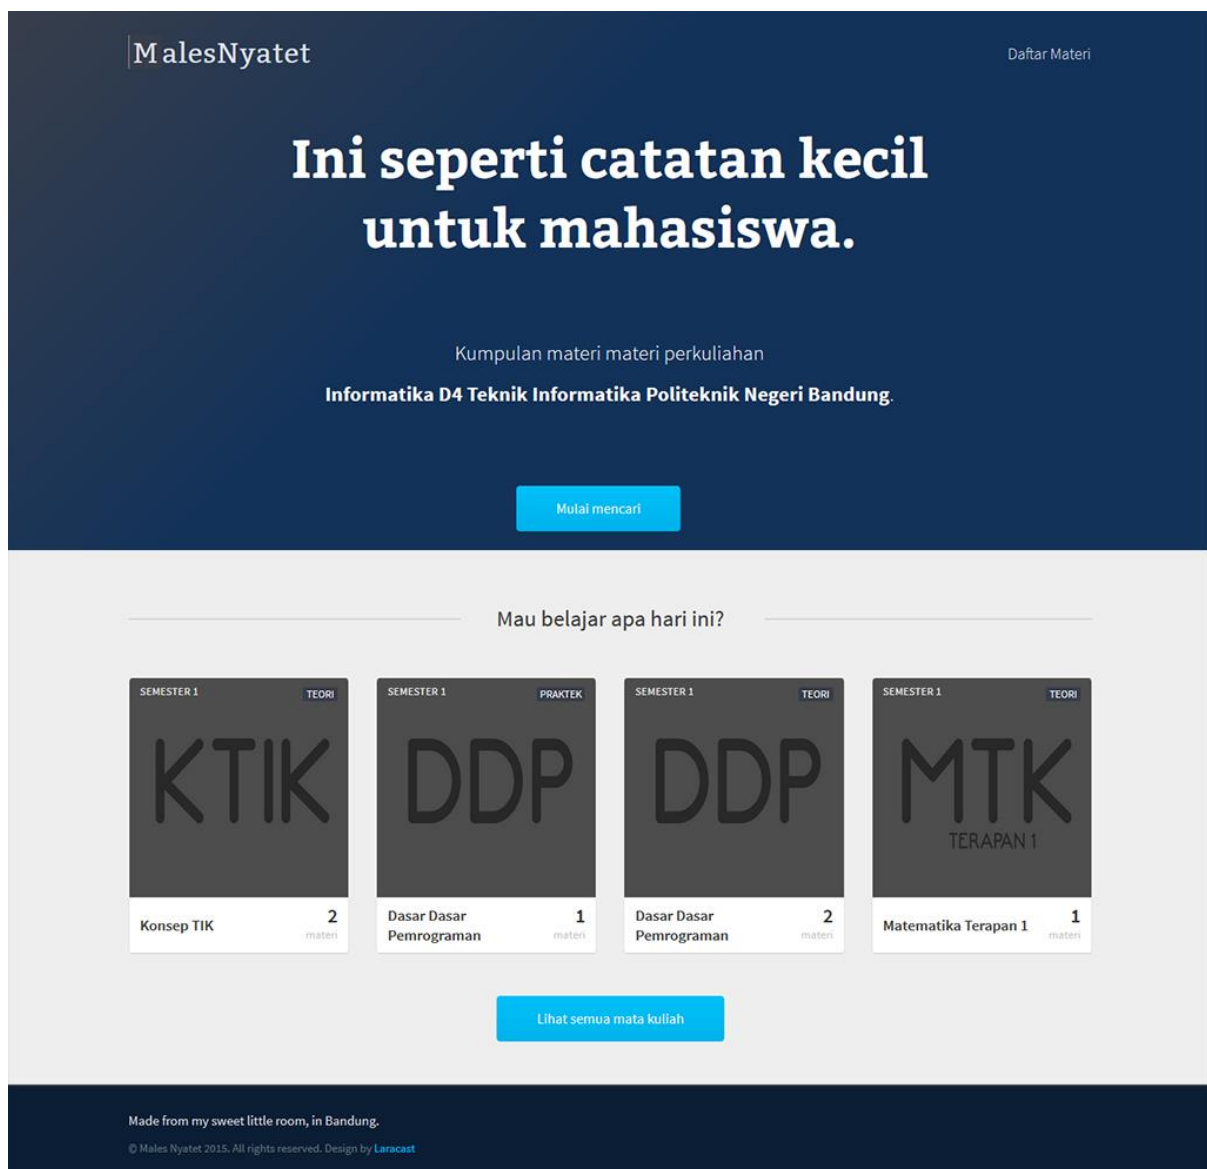 MalesNyatet
Daftar Materi
Ini seperti catatan kecil
untuk mahasiswa.
Kumpulan materi materi perkuliahan
Informatika D4 Teknik Informatika Politeknik Negeri Bandung.
Mulai mencari
Mau belajar apa hari ini?
SEMESTER 1
TEORI
KTIK
Konsep TIK
2
materi
SEMESTER 1
PRAKTEK
DDP
Dasar Dasar
Pemrograman
1
materi
SEMESTER 1
TEORI
DDP
Dasar Dasar
Pemrograman
2
materi
SEMESTER 1
TEORI
MTK
TERAPAN 1
Matematika Terapan 1
1
materi
Lihat semua mata kuliah
Made from my sweet little room, in Bandung.
© Males Nyatet 2015. All rights reserved. Design by Laracast